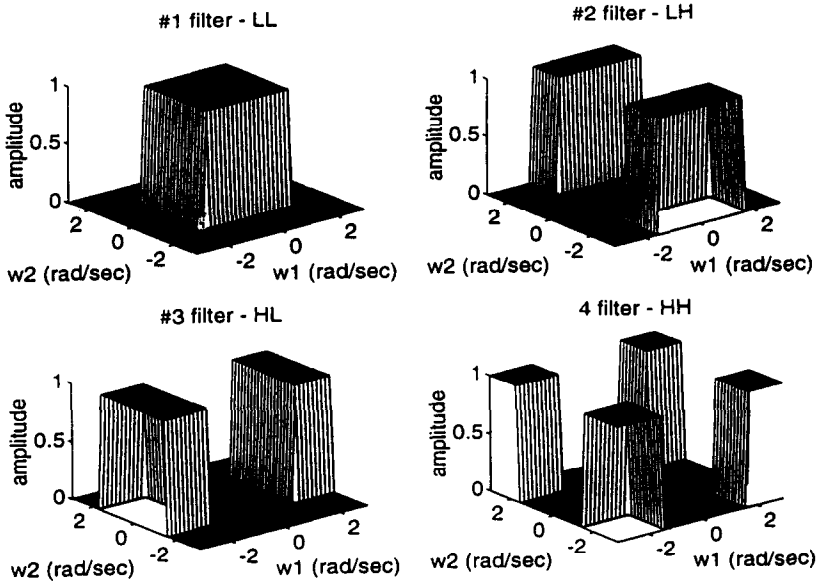 #1 filter - LL
amplitude
1
0.5
0
2
0
-2
w2 (rad/sec)
-2
0
2
w1 (rad/sec)
#2 filter - LH
amplitude
1
0.5
0
2
0
-2
w2 (rad/sec)
-2
0
2
w1 (rad/sec)
#3 filter - HL
amplitude
1
0.5
0
2
0
-2
w2 (rad/sec)
-2
0
2
w1 (rad/sec)
4 filter - HH
amplitude
1
0.5
0
2
0
-2
w2 (rad/sec)
-2
0
2
w1 (rad/sec)